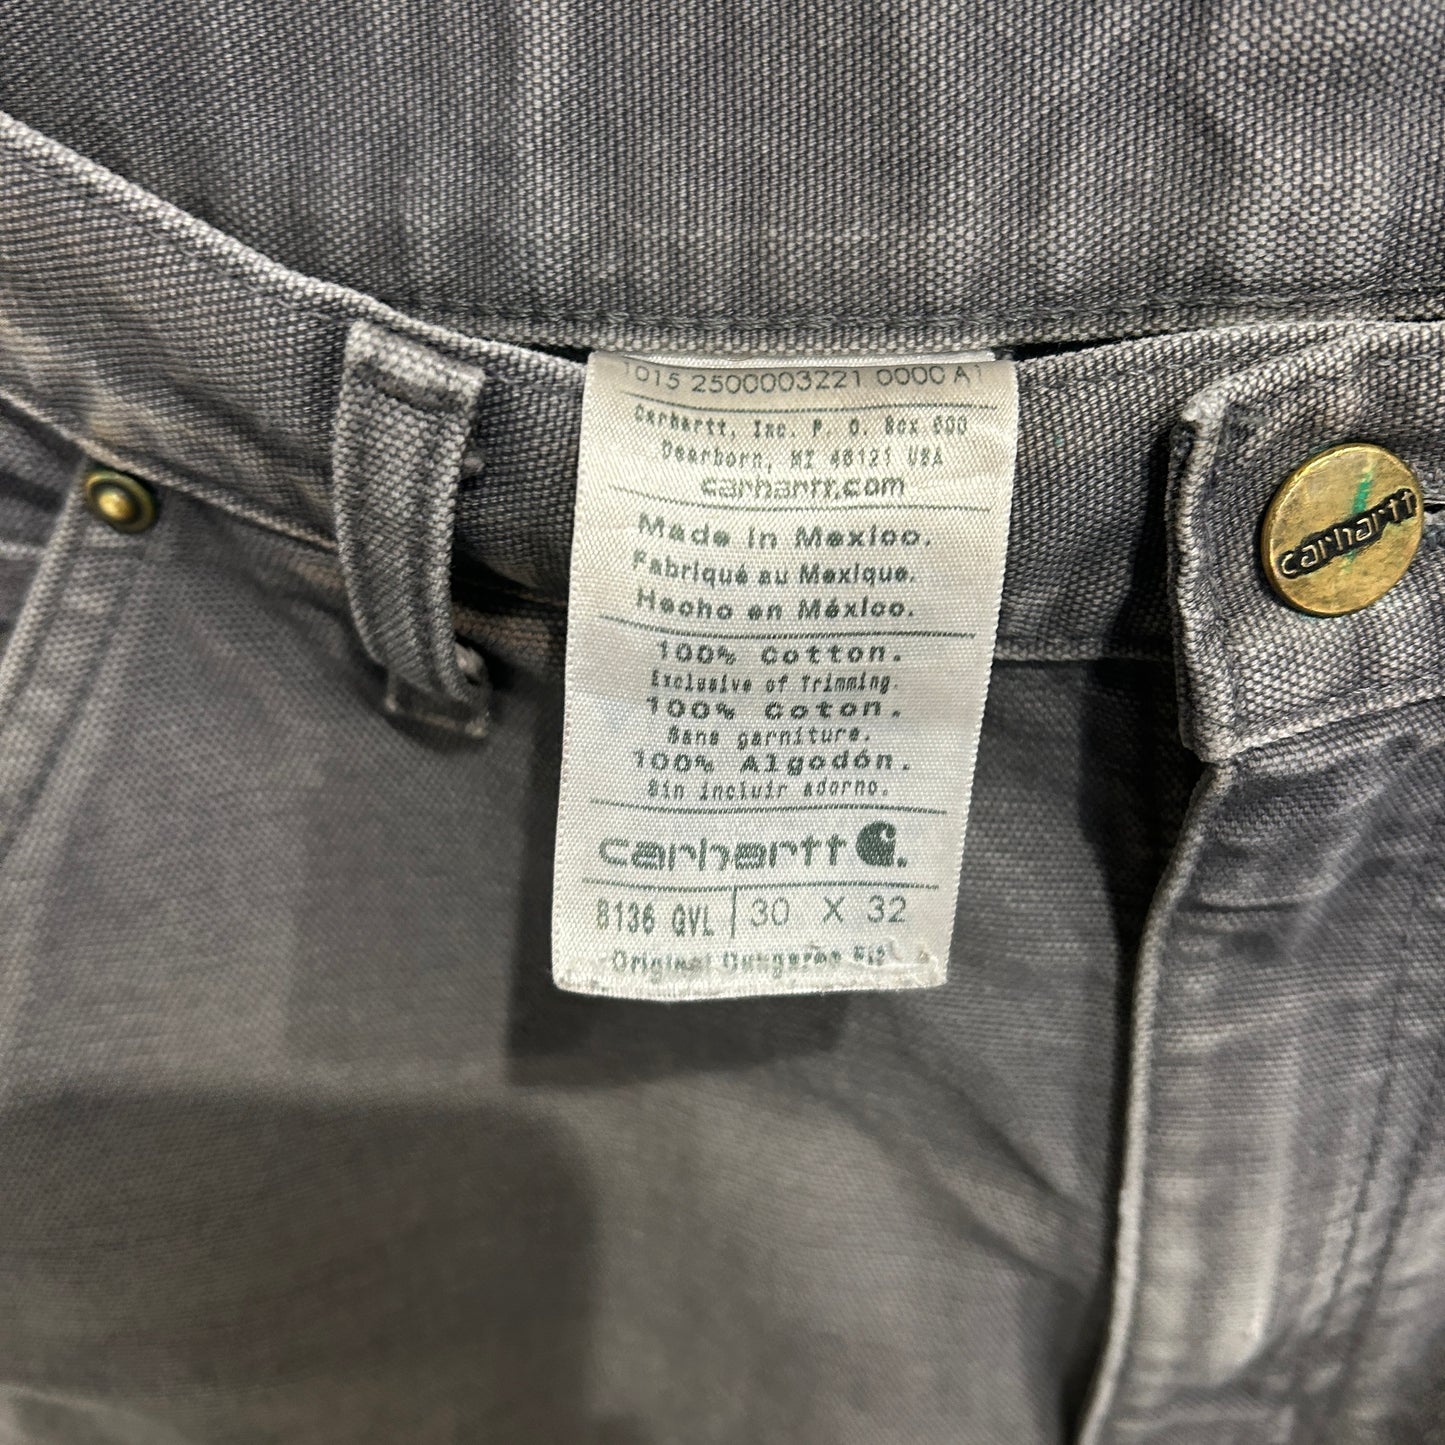 1015 2500003221 0000 A1
Carhartt, Inc. P. O. Box 600
Dearborn, MI 48121 USA
carhartt.com
Made in Mexico.
Fabriqué au Mexique.
Hecho en México.
100% Cotton.
Exclusive of Trimming.
100% Coton.
Sans garniture.
100% Algodón.
Sin incluir adorno.
carhartt
B136 GVL 30 X 32
Original Dungaree Fit
carhartt